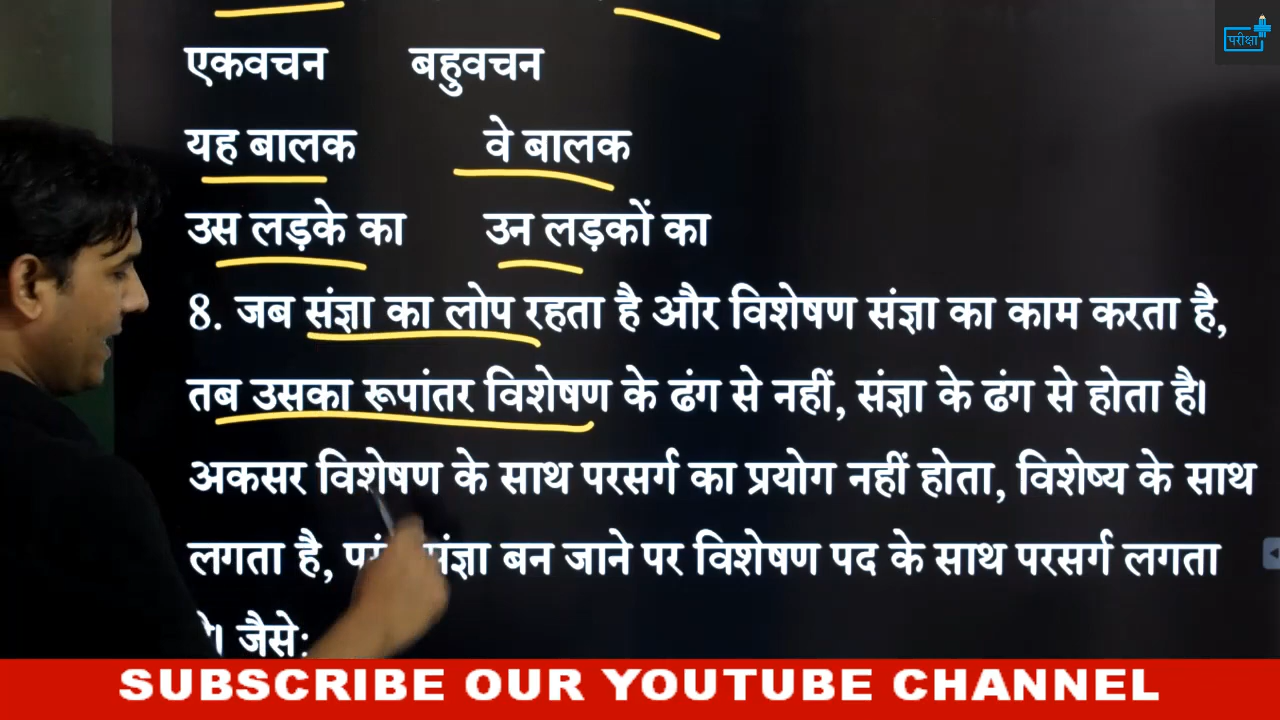 परीक्षा
एकवचन बहुवचन
यह बालक वे बालक
उस लड़के का उन लड़कों का
8. जब संज्ञा का लोप रहता है और विशेषण संज्ञा का काम करता है,
तब उसका रूपांतर विशेषण के ढंग से नहीं, संज्ञा के ढंग से होता है।
अकसर विशेषण के साथ परसर्ग का प्रयोग नहीं होता, विशेष्य के साथ
लगता है, संज्ञा बन जाने पर विशेषण पद के साथ परसर्ग लगता
जैसे:
SUBSCRIBE OUR YOUTUBE CHANNEL